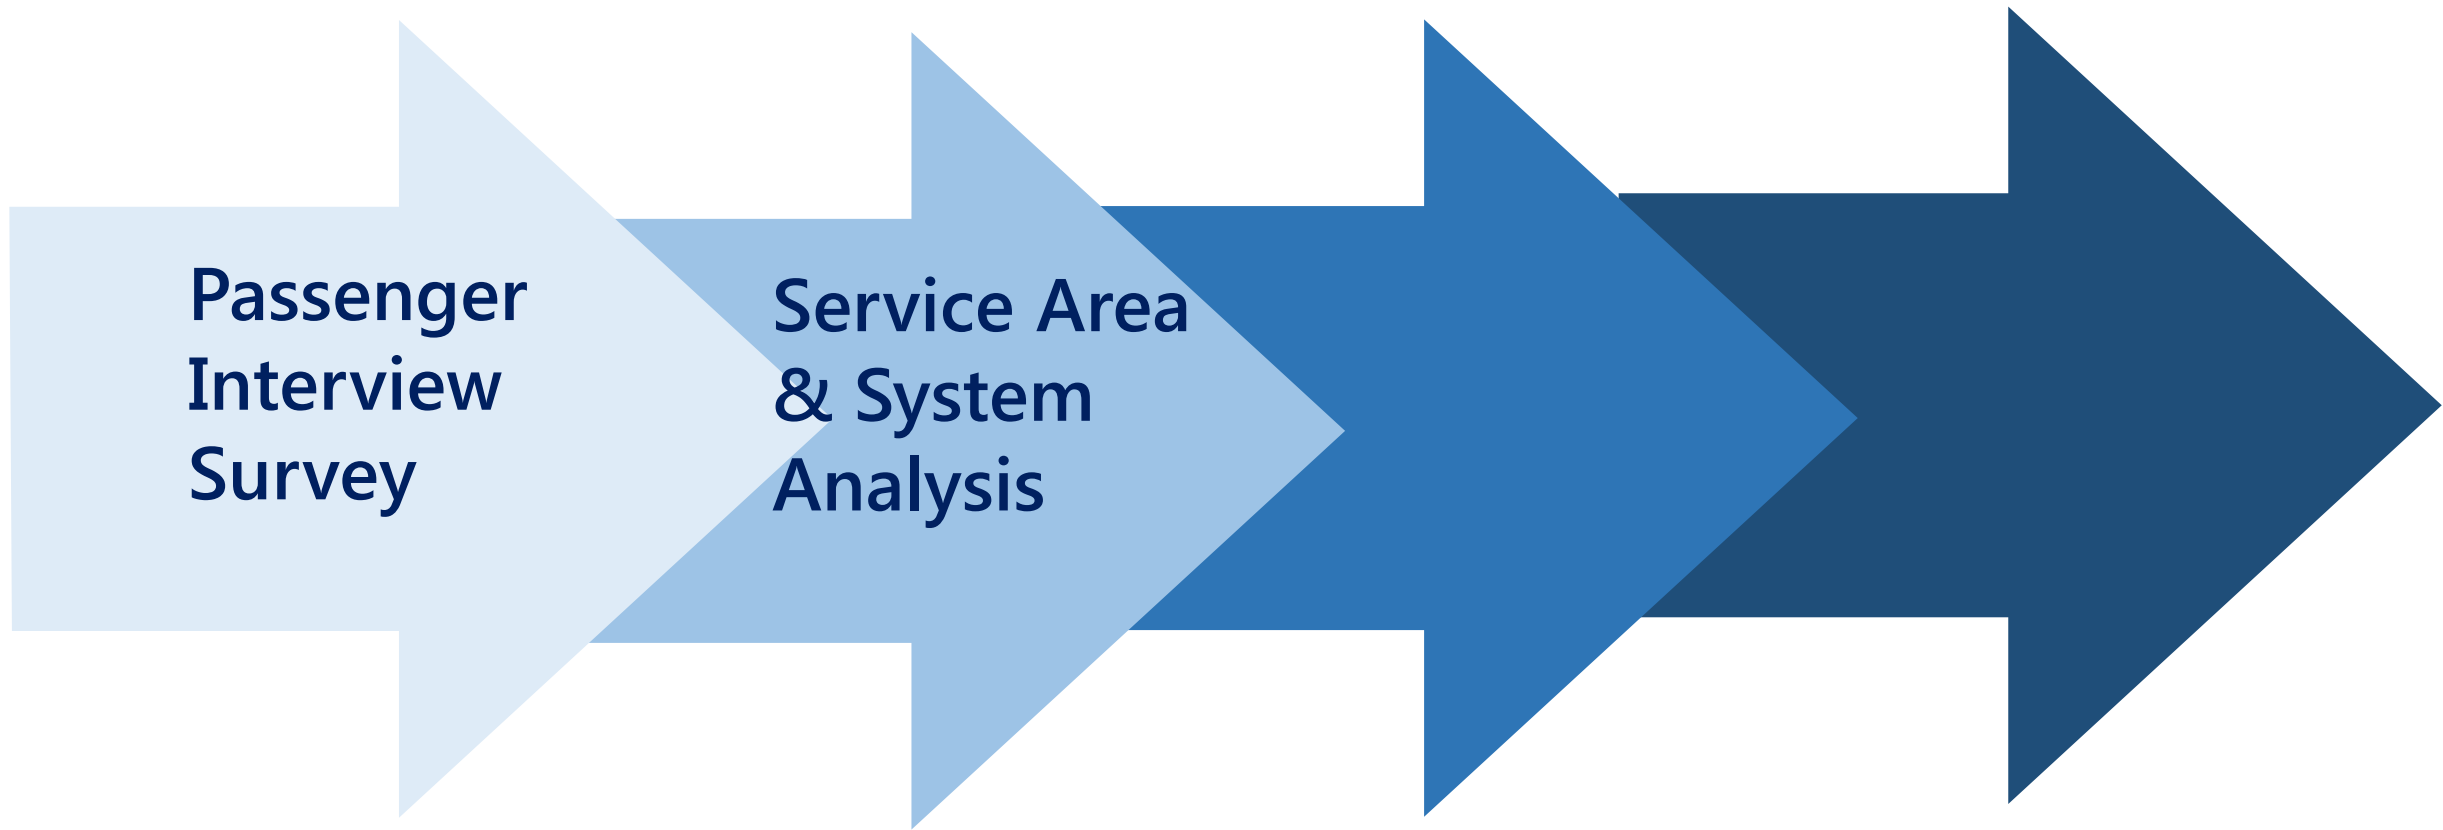 Passenger
Interview
Survey
Service Area
& System
Analysis